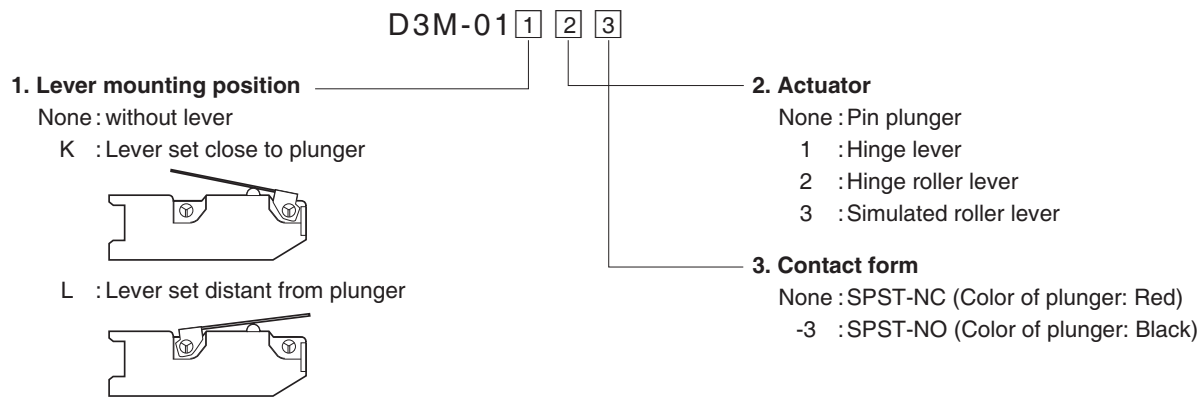 D3M-01 1 2 3
1. Lever mounting position
None : without lever
K : Lever set close to plunger
L : Lever set distant from plunger
2. Actuator
None : Pin plunger
1 : Hinge lever
2 : Hinge roller lever
3 : Simulated roller lever
3. Contact form
None : SPST-NC (Color of plunger: Red)
-3 : SPST-NO (Color of plunger: Black)